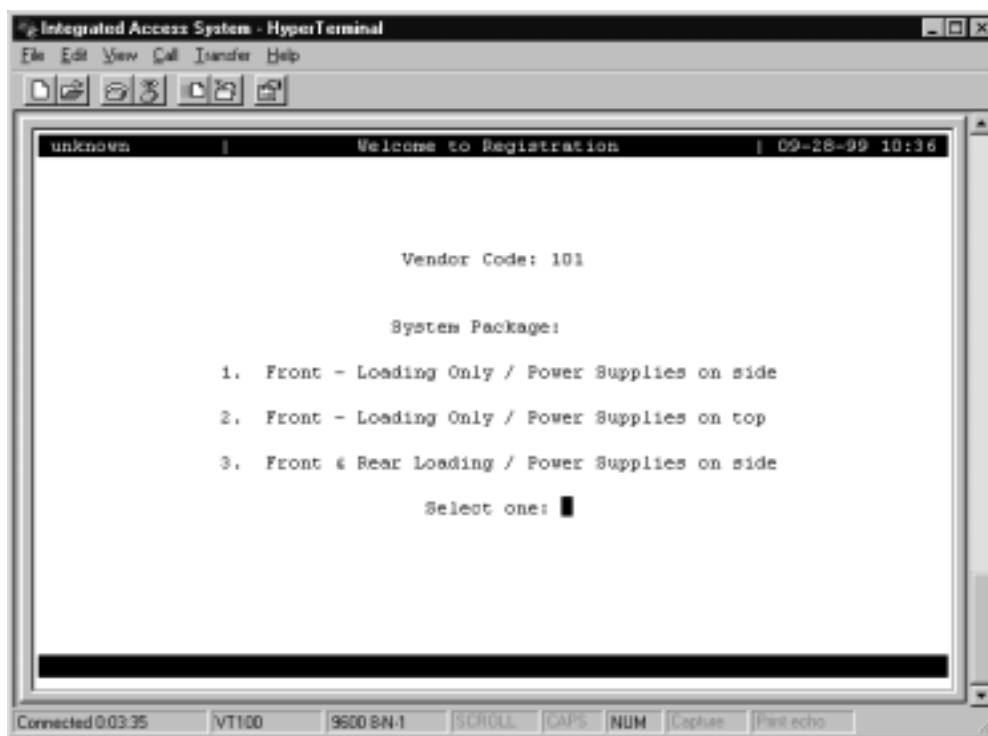 Integrated Access System - HyperTerminal
File Edit View Call Transfer Help
unknown | Welcome to Registration | 09-28-99 10:36
Vendor Code: 101
System Package:
1. Front - Loading Only / Power Supplies on side
2. Front - Loading Only / Power Supplies on top
3. Front & Rear Loading / Power Supplies on side
Select one:
Connected 0:03:35 VT100 9600 8-N-1 SCROLL CAPS NUM Capture Print echo